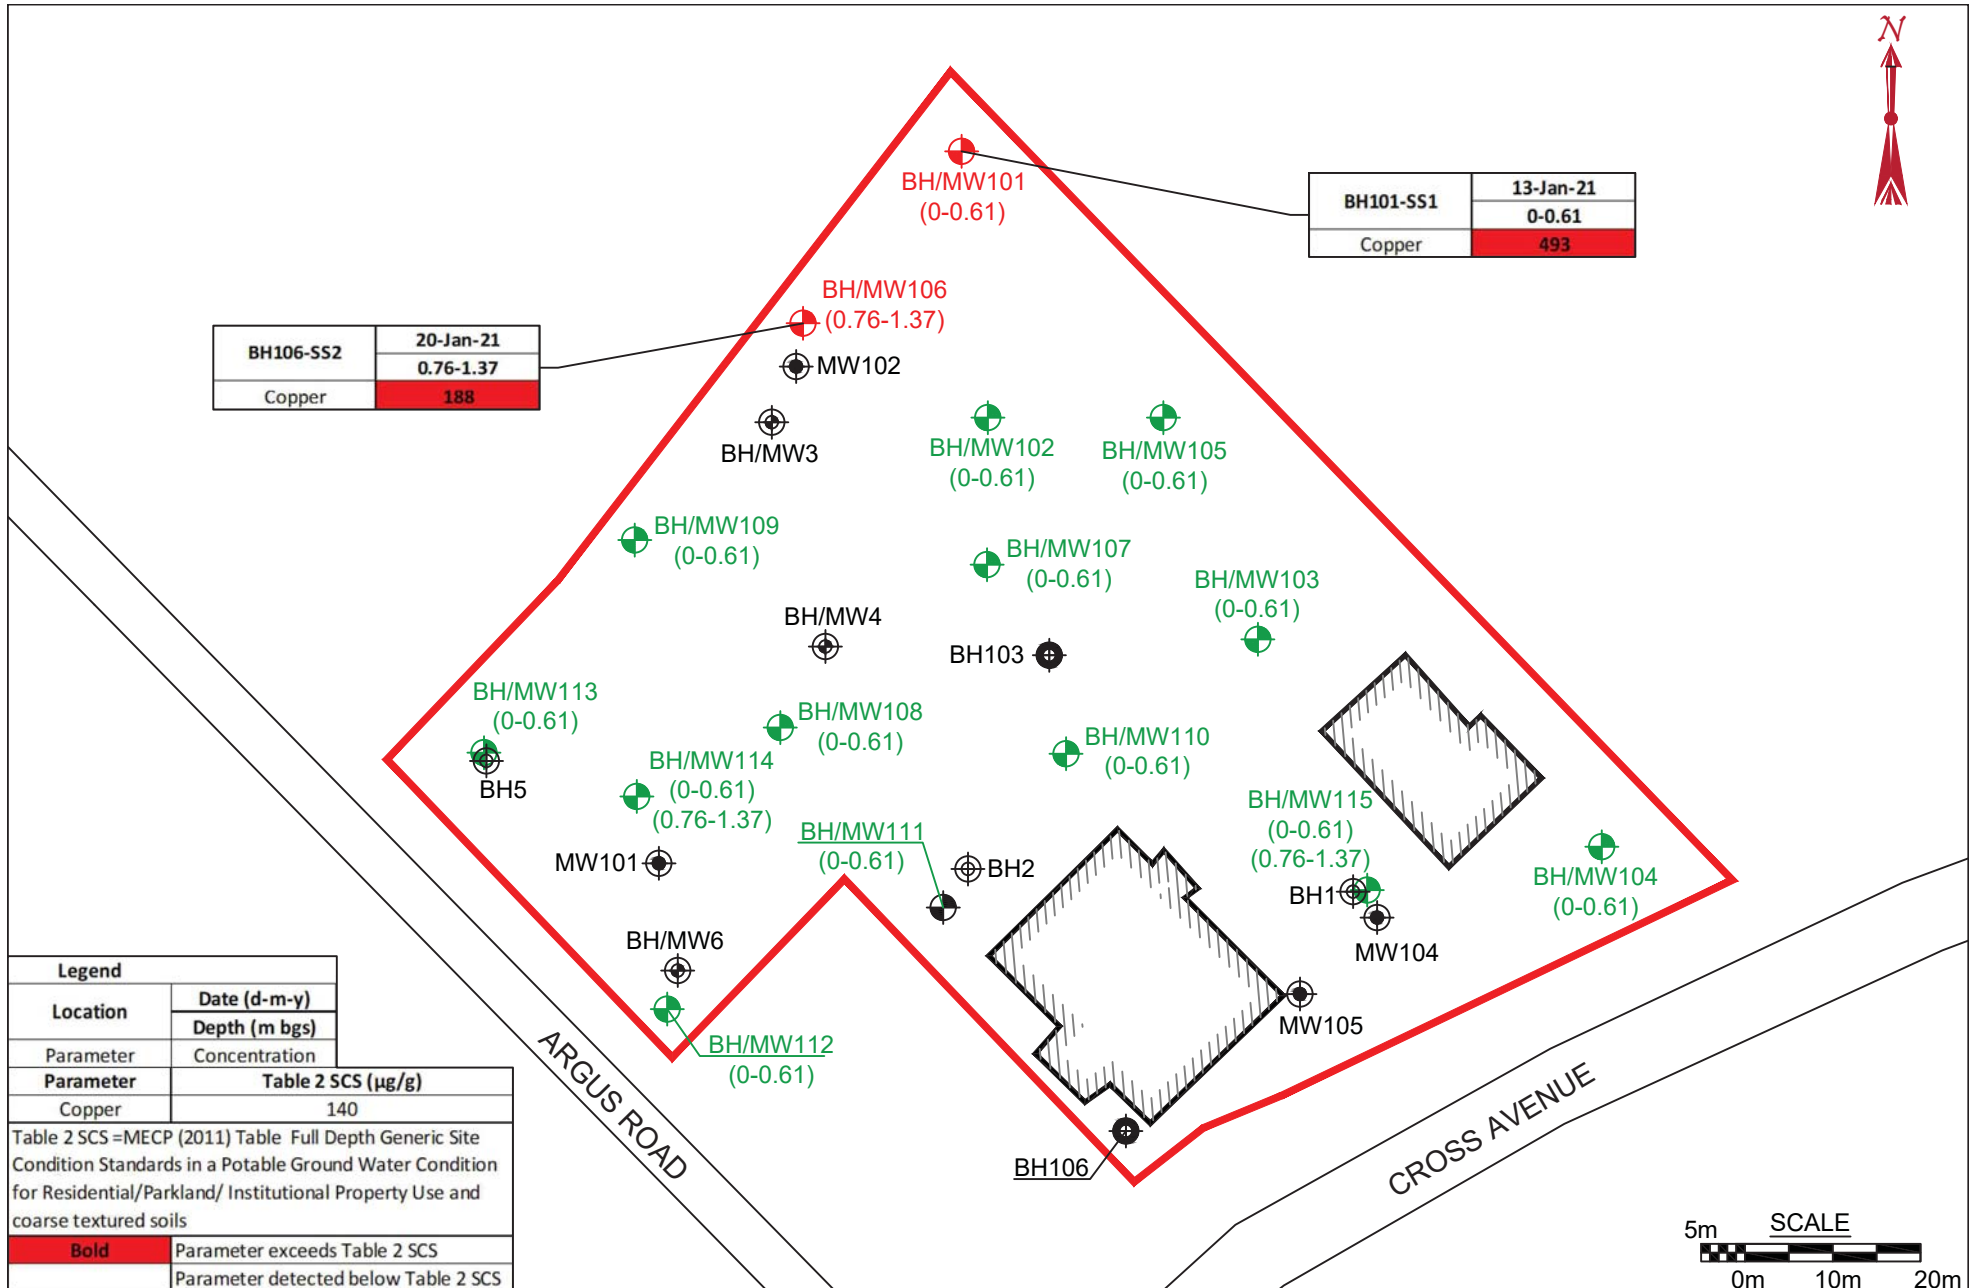 N
BH/MW101
(0-0.61)
BH101-SS1
13-Jan-21
0-0.61
Copper
493
BH/MW106
(0.76-1.37)
BH106-SS2
20-Jan-21
0.76-1.37
Copper
188
MW102
BH/MW3
BH/MW102
(0-0.61)
BH/MW105
(0-0.61)
BH/MW109
(0-0.61)
BH/MW107
(0-0.61)
BH/MW103
(0-0.61)
BH/MW4
BH103
BH/MW113
(0-0.61)
BH5
BH/MW108
(0-0.61)
BH/MW110
(0-0.61)
BH/MW114
(0-0.61)
(0.76-1.37)
BH/MW115
(0-0.61)
(0.76-1.37)
BH/MW111
(0-0.61)
MW101
BH2
BH1
BH/MW104
(0-0.61)
MW104
BH/MW6
MW105
BH/MW112
(0-0.61)
BH106
ARGUS ROAD
CROSS AVENUE
Legend
Location
Date (d-m-y)
Depth (m bgs)
Parameter Concentration
Parameter Table 2 SCS (µg/g)
Copper 140
Table 2 SCS =MECP (2011) Table Full Depth Generic Site
Condition Standards in a Potable Ground Water Condition
for Residential/Parkland/ Institutional Property Use and
coarse textured soils
Bold Parameter exceeds Table 2 SCS
Parameter detected below Table 2 SCS
5m SCALE
0m 10m 20m